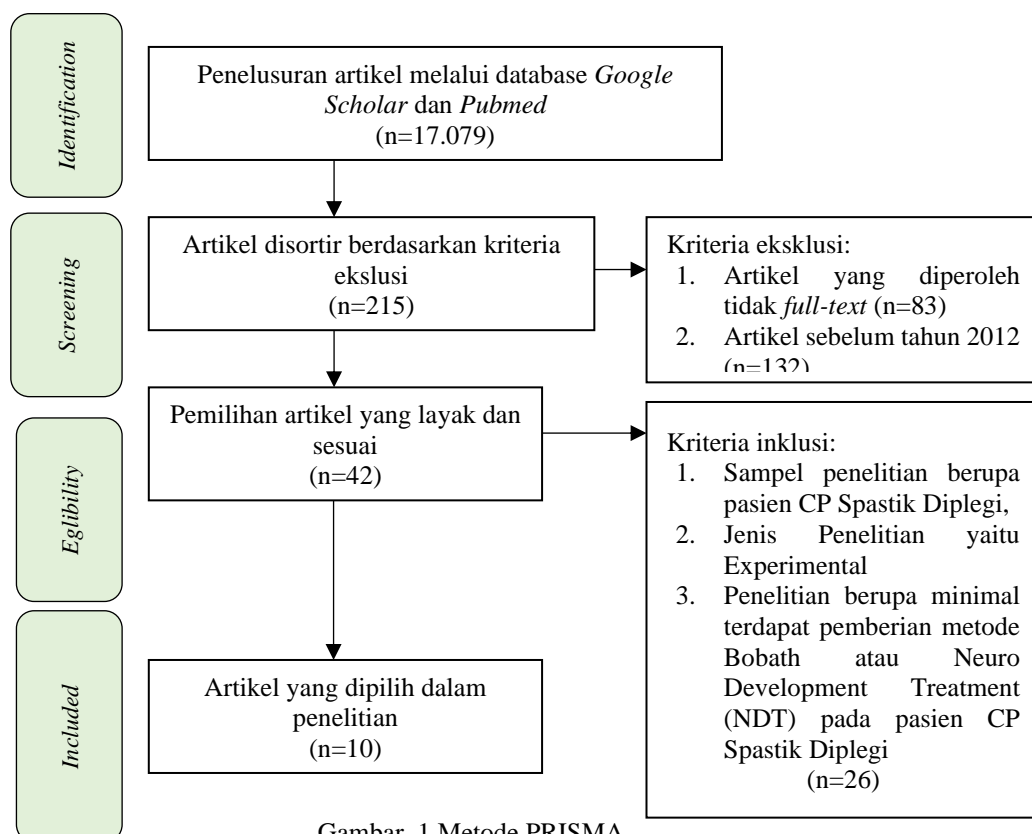 Identification
Penelusuran artikel melalui database Google
Scholar dan Pubmed
(n=17.079)
Screening
Artikel disortir berdasarkan kriteria
ekslusi
(n=215)
Kriteria eksklusi:
1. Artikel yang diperoleh
tidak full-text (n=83)
2. Artikel sebelum tahun 2012
(n=132)
Eglibility
Pemilihan artikel yang layak dan
sesuai
(n=42)
Kriteria inklusi:
1. Sampel penelitian berupa
pasien CP Spastik Diplegi,
2. Jenis Penelitian yaitu
Experimental
3. Penelitian berupa minimal
terdapat pemberian metode
Bobath atau Neuro
Development Treatment
(NDT) pada pasien CP
Spastik Diplegi
(n=26)
Included
Artikel yang dipilih dalam
penelitian
(n=10)
Gambar. 1 Metode PRISMA